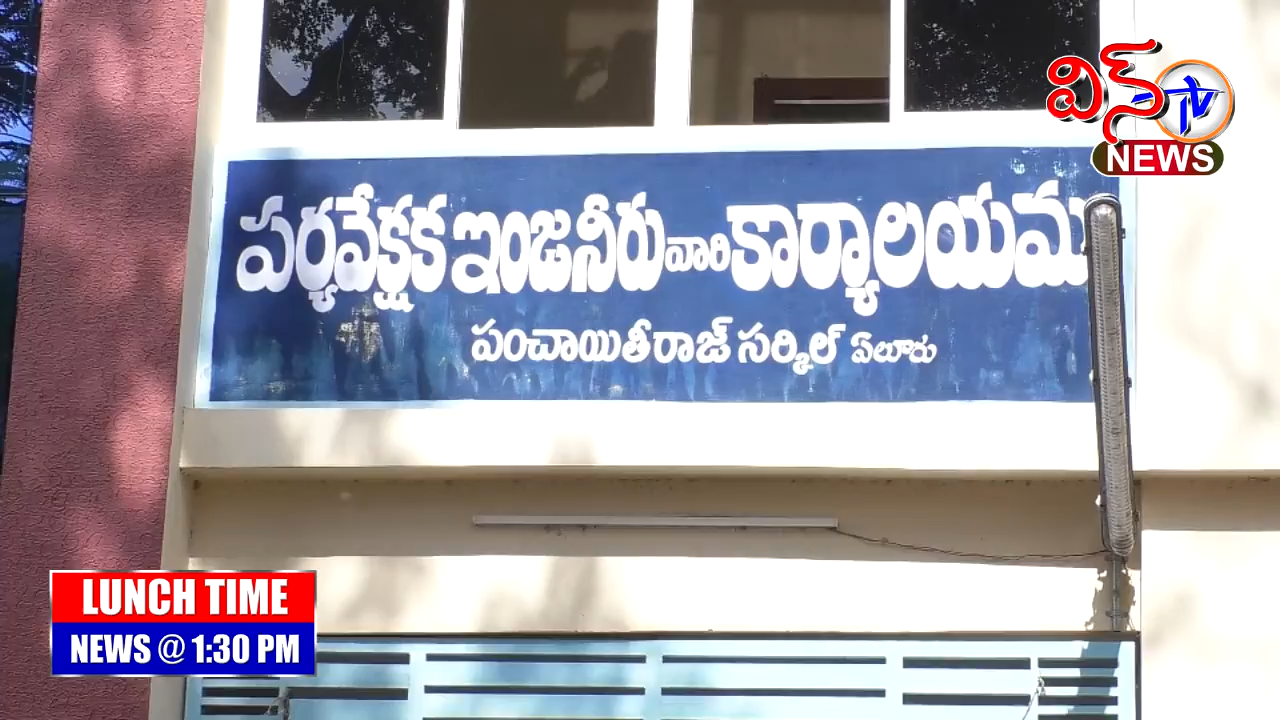 విన్ TV
NEWS
పర్యవేక్షక ఇంజనీరు వారి కార్యాలయము
పంచాయితీరాజ్ సర్కిల్ ఏలూరు
LUNCH TIME
NEWS @ 1:30 PM